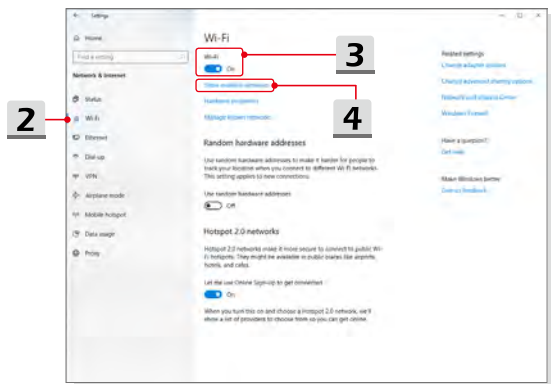 Settings
Home
Find a setting
Network & Internet
Status
Wi-Fi
Ethernet
Dial-up
VPN
Airplane mode
Mobile hotspot
Data usage
Proxy
2
Wi-Fi
Wi-Fi
On
Show available networks
Hardware properties
Manage known networks
3
4
Random hardware addresses
Use random hardware addresses to make it harder for people to
track your location when you connect to different Wi-Fi networks.
This setting applies to new connections.
Use random hardware addresses
Off
Hotspot 2.0 networks
Hotspot 2.0 networks make it more secure to connect to public Wi-
Fi hotspots. They might be available in public places like airports,
hotels, and cafes.
Let me use Online Sign-Up to get connected
On
When you turn this on and choose a Hotspot 2.0 network, we'll
show a list of providers to choose from so you can get online.
Related settings
Change adapter options
Change advanced sharing options
Network and Sharing Center
Windows Firewall
Have a question?
Get help
Make Windows better
Give us feedback